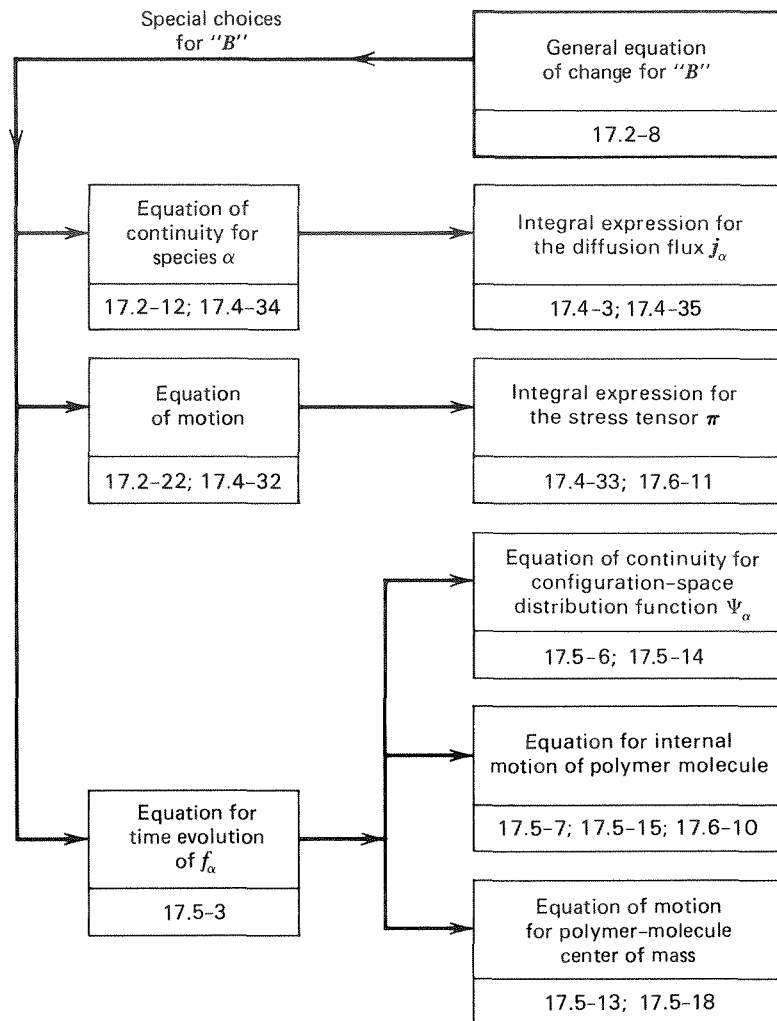 Special choices
for "B"
General equation
of change for "B"
17.2-8
Equation of
continuity for
species α
17.2-12; 17.4-34
Integral expression for
the diffusion flux jα
17.4-3; 17.4-35
Equation
of motion
17.2-22; 17.4-32
Integral expression for
the stress tensor π
17.4-33; 17.6-11
Equation of continuity for
configuration-space
distribution function Ψα
17.5-6; 17.5-14
Equation for internal
motion of polymer molecule
17.5-7; 17.5-15; 17.6-10
Equation for
time evolution
of fα
17.5-3
Equation of motion
for polymer-molecule
center of mass
17.5-13; 17.5-18